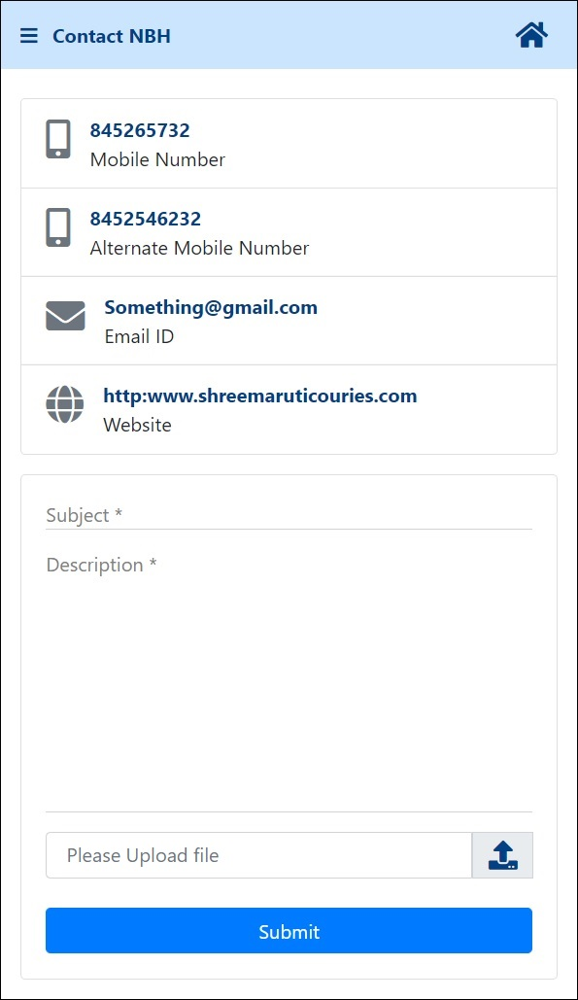 Contact NBH
845265732
Mobile Number
8452546232
Alternate Mobile Number
Something@gmail.com
Email ID
http:www.shreemaruticouries.com
Website
Subject *
Description *
Please Upload file
Submit